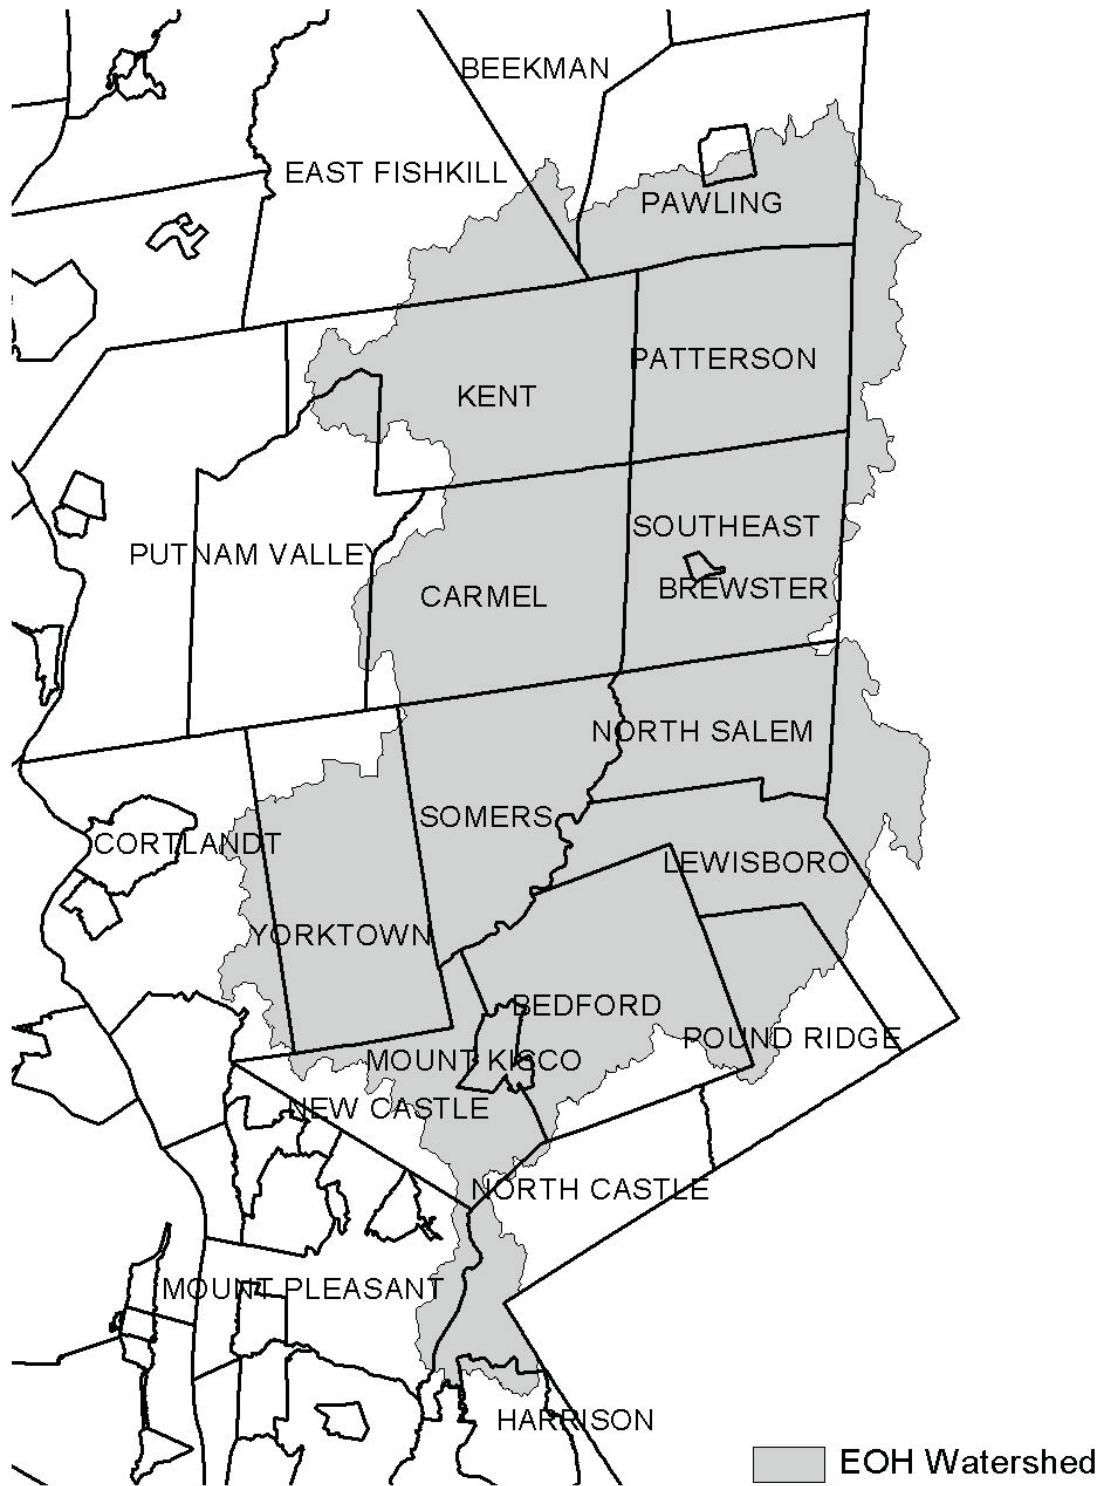 BEEKMAN
EAST FISHKILL
PAWLING
PATTERSON
KENT
SOUTHEAST
PUTNAM VALLEY
BREWSTER
CARMEL
NORTH SALEM
SOMERS
CORTLANDT
LEWISBORO
YORKTOWN
BEDFORD
POUND RIDGE
MOUNT KISCO
NEW CASTLE
NORTH CASTLE
MOUNT PLEASANT
HARRISON
EOH Watershed